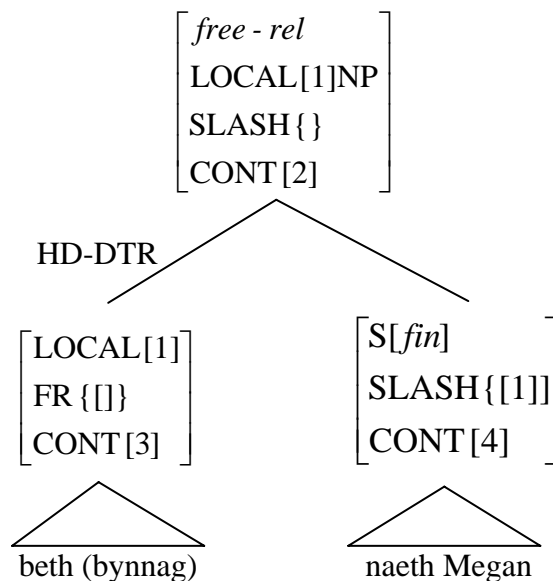 free - rel
LOCAL[1]NP
SLASH{}
CONT[2]
HD-DTR
LOCAL[1]
FR{[]}
CONT[3]
S[fin]
SLASH{[1]]
CONT[4]
beth (bynnag)
naeth Megan